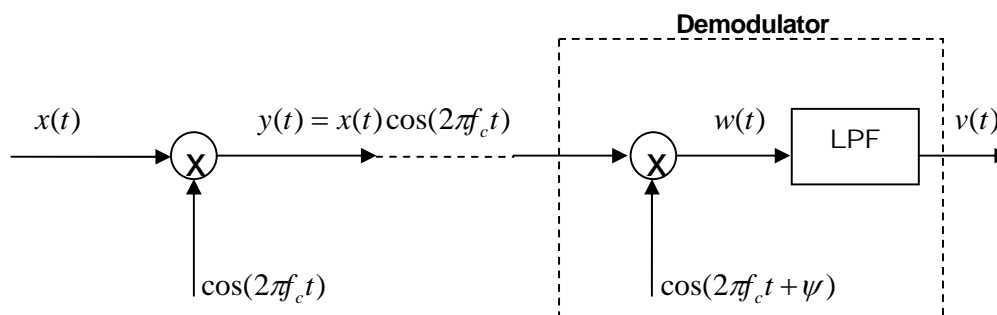 Demodulator
x(t)
y(t) = x(t) cos(2πf_c t)
w(t)
LPF
v(t)
X
X
cos(2πf_c t)
cos(2πf_c t + ψ)